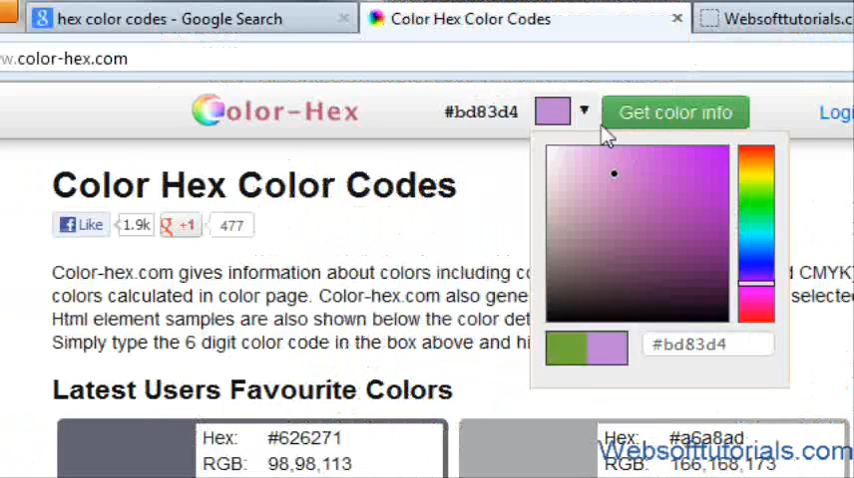 hex color codes - Google Search
Color Hex Color Codes
Websofttutorials.c
w.color-hex.com
Color-Hex
#bd83d4
Get color info
Logi
Color Hex Color Codes
Like
1.9k
+1
477
Color-hex.com gives information about colors including co
d CMYK)
colors calculated in color page. Color-hex.com also gene
selected
Html element samples are also shown below the color det
Simply type the 6 digit color code in the box above and hi
#bd83d4
Latest Users Favourite Colors
Hex: #626271
RGB: 98,98,113
Hex: #a6a8ad
RGB: 166,168,173
Websofttutorials.com